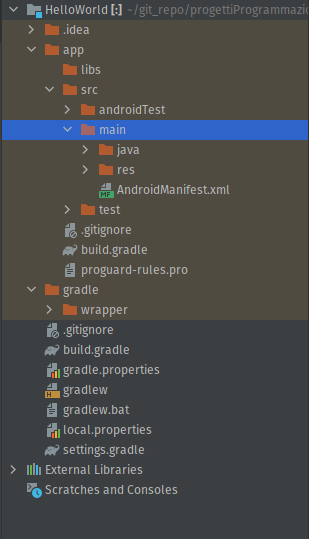 HelloWorld [:] ~/git_repo/progettiProgrammazio
.idea
app
libs
src
androidTest
main
java
res
MF AndroidManifest.xml
test
.gitignore
build.gradle
proguard-rules.pro
gradle
wrapper
.gitignore
build.gradle
gradle.properties
gradlew
gradlew.bat
local.properties
settings.gradle
External Libraries
Scratches and Consoles